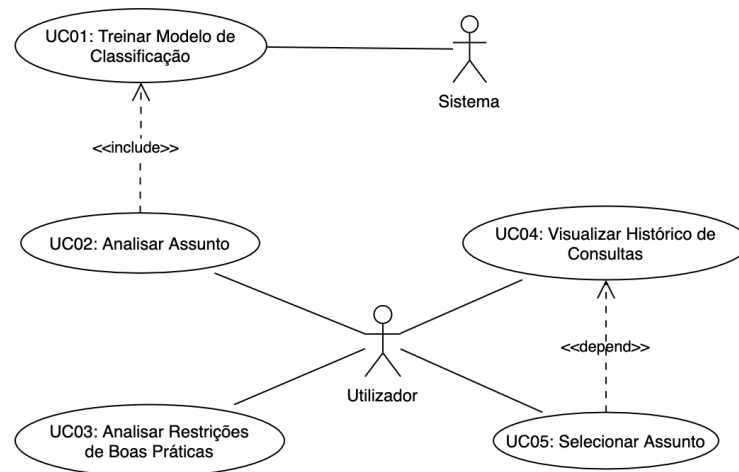 UC01: Treinar Modelo de
Classificação
Sistema
<<include>>
UC02: Analisar Assunto
UC04: Visualizar Histórico de
Consultas
<<depend>>
Utilizador
UC03: Analisar Restrições
de Boas Práticas
UC05: Selecionar Assunto